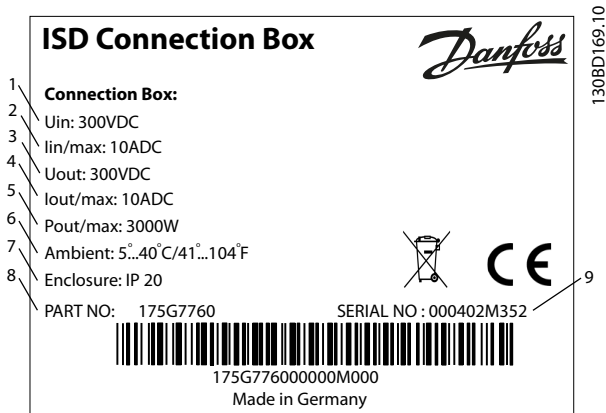 ISD Connection Box
Danfoss
130BD169.10
Connection Box:
1 Uin: 300VDC
2 Iin/max: 10ADC
3 Uout: 300VDC
4 Iout/max: 10ADC
5 Pout/max: 3000W
6 Ambient: 5°...40°C/41°...104°F
7 Enclosure: IP 20
CE
8 PART NO: 175G7760 SERIAL NO : 000402M352 9
175G776000000M000
Made in Germany